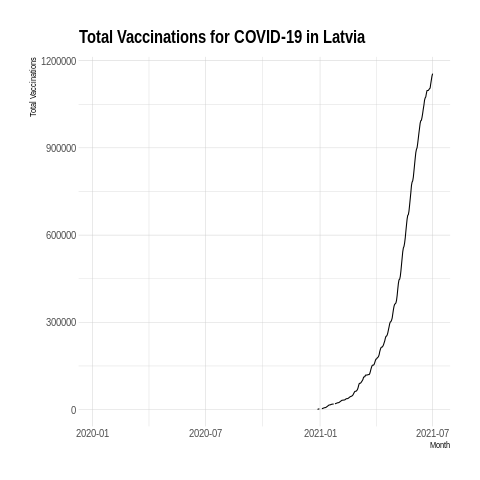 Total Vaccinations for COVID-19 in Latvia
Total Vaccinations
1200000
900000
600000
300000
0
2020-01 2020-07 2021-01 2021-07
Month